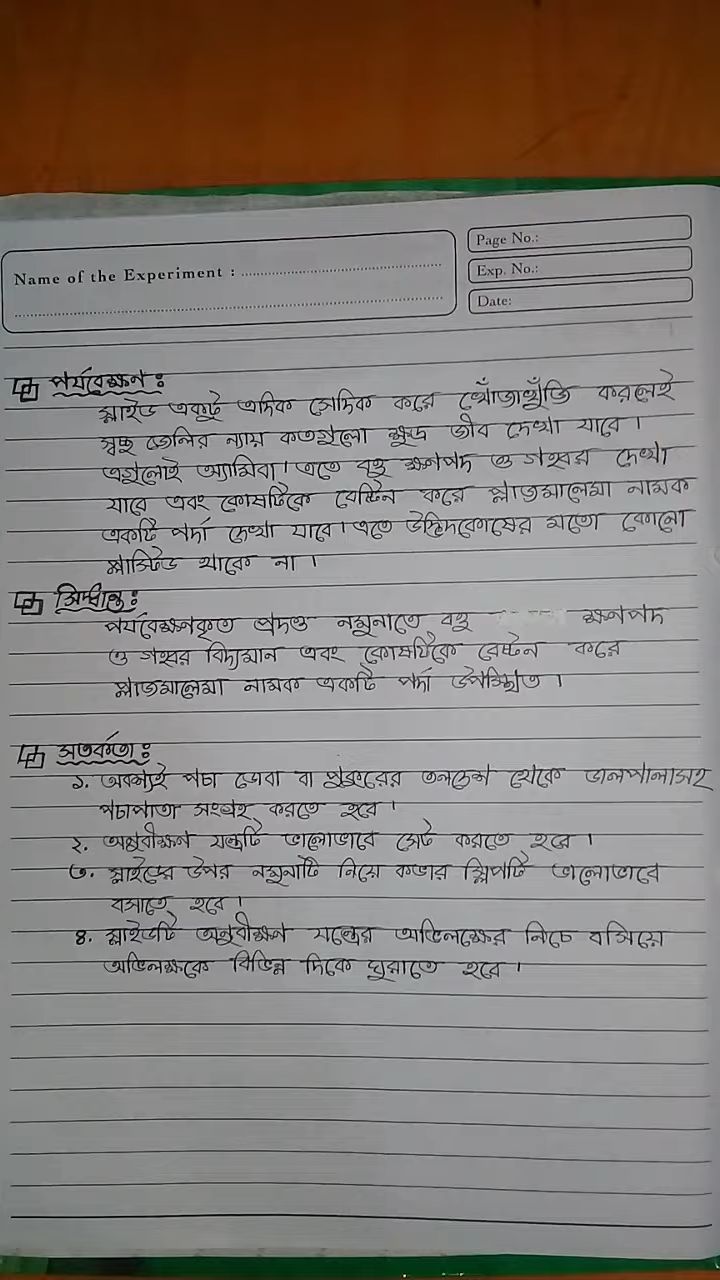 Name of the Experiment :
Page No.:
Exp. No.:
Date:
পর্যবেক্ষণ :
স্লাইড একটু এদিক সেদিক করে খোঁজাখুঁজি করলেই
স্বচ্ছ জেলির ন্যায় কতগুলো ক্ষুদ্র জীব দেখা যাবে ।
এগুলোই অ্যামিবা । এতে বহু ক্ষণপদ ও গহ্বর দেখা
যাবে এবং কোষটিকে বেষ্টন করে প্লাজমালেমা নামক
একটি পর্দা দেখা যাবে । এতে উদ্ভিদকোষের মতো কোনো
প্লাস্টিড থাকে না ।
সিদ্ধান্ত :
পর্যবেক্ষণকৃত প্রদত্ত নমুনাতে বহু ক্ষণপদ
ও গহ্বর বিদ্যমান এবং কোষটিকে বেষ্টন করে
প্লাজমালেমা নামক একটি পর্দা উপস্থিত ।
সতর্কতা :
১. অবশ্যই পচা ডোবা বা পুকুরের তলদেশ থেকে ডালপালাসহ
পচাপাতা সংগ্রহ করতে হবে ।
২. অণুবীক্ষণ যন্ত্রটি ভালোভাবে সেট করতে হবে ।
৩. স্লাইডের উপর নমুনাটি নিয়ে কভার স্লিপটি ভালোভাবে
বসাতে হবে ।
৪. স্লাইডটি অণুবীক্ষণ যন্ত্রের অভিলক্ষের নিচে বসিয়ে
অভিলক্ষকে বিভিন্ন দিকে ঘুরাতে হবে ।